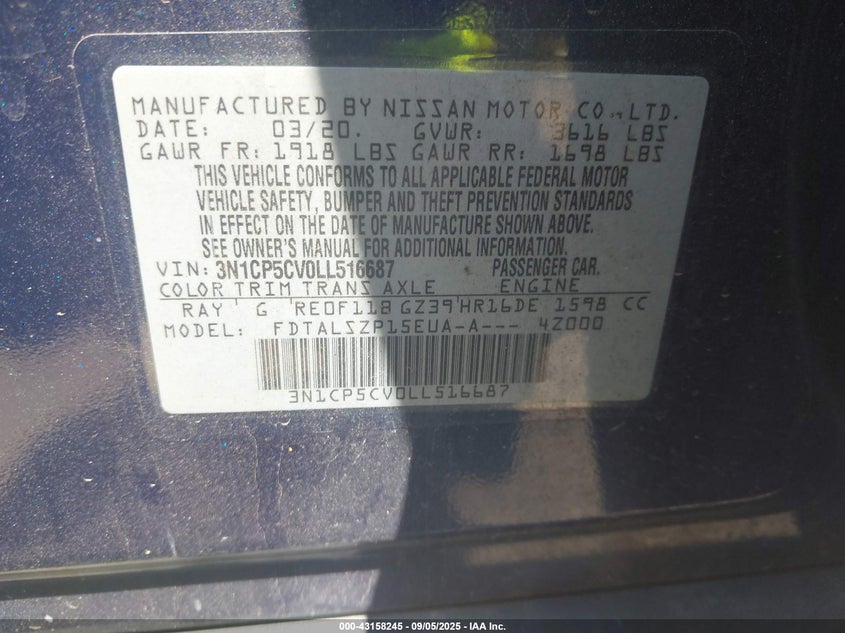 MANUFACTURED BY NISSAN MOTOR CO., LTD.
DATE: 03/20. GVWR: 3616 LBS
GAWR FR: 1918 LBS GAWR RR: 1698 LBS
THIS VEHICLE CONFORMS TO ALL APPLICABLE FEDERAL MOTOR
VEHICLE SAFETY, BUMPER AND THEFT PREVENTION STANDARDS
IN EFFECT ON THE DATE OF MANUFACTURE SHOWN ABOVE.
SEE OWNER'S MANUAL FOR ADDITIONAL INFORMATION.
VIN: 3N1CP5CV0LL516687 PASSENGER CAR.
COLOR TRIM TRANS AXLE ENGINE
RAY G RE0F11B GZ39 HR16DE 1598 CC
MODEL: FDTALSZP15EUA-A--- 4Z000
3N1CP5CV0LL516687
000-43158245 - 09/05/2025 - IAA Inc.